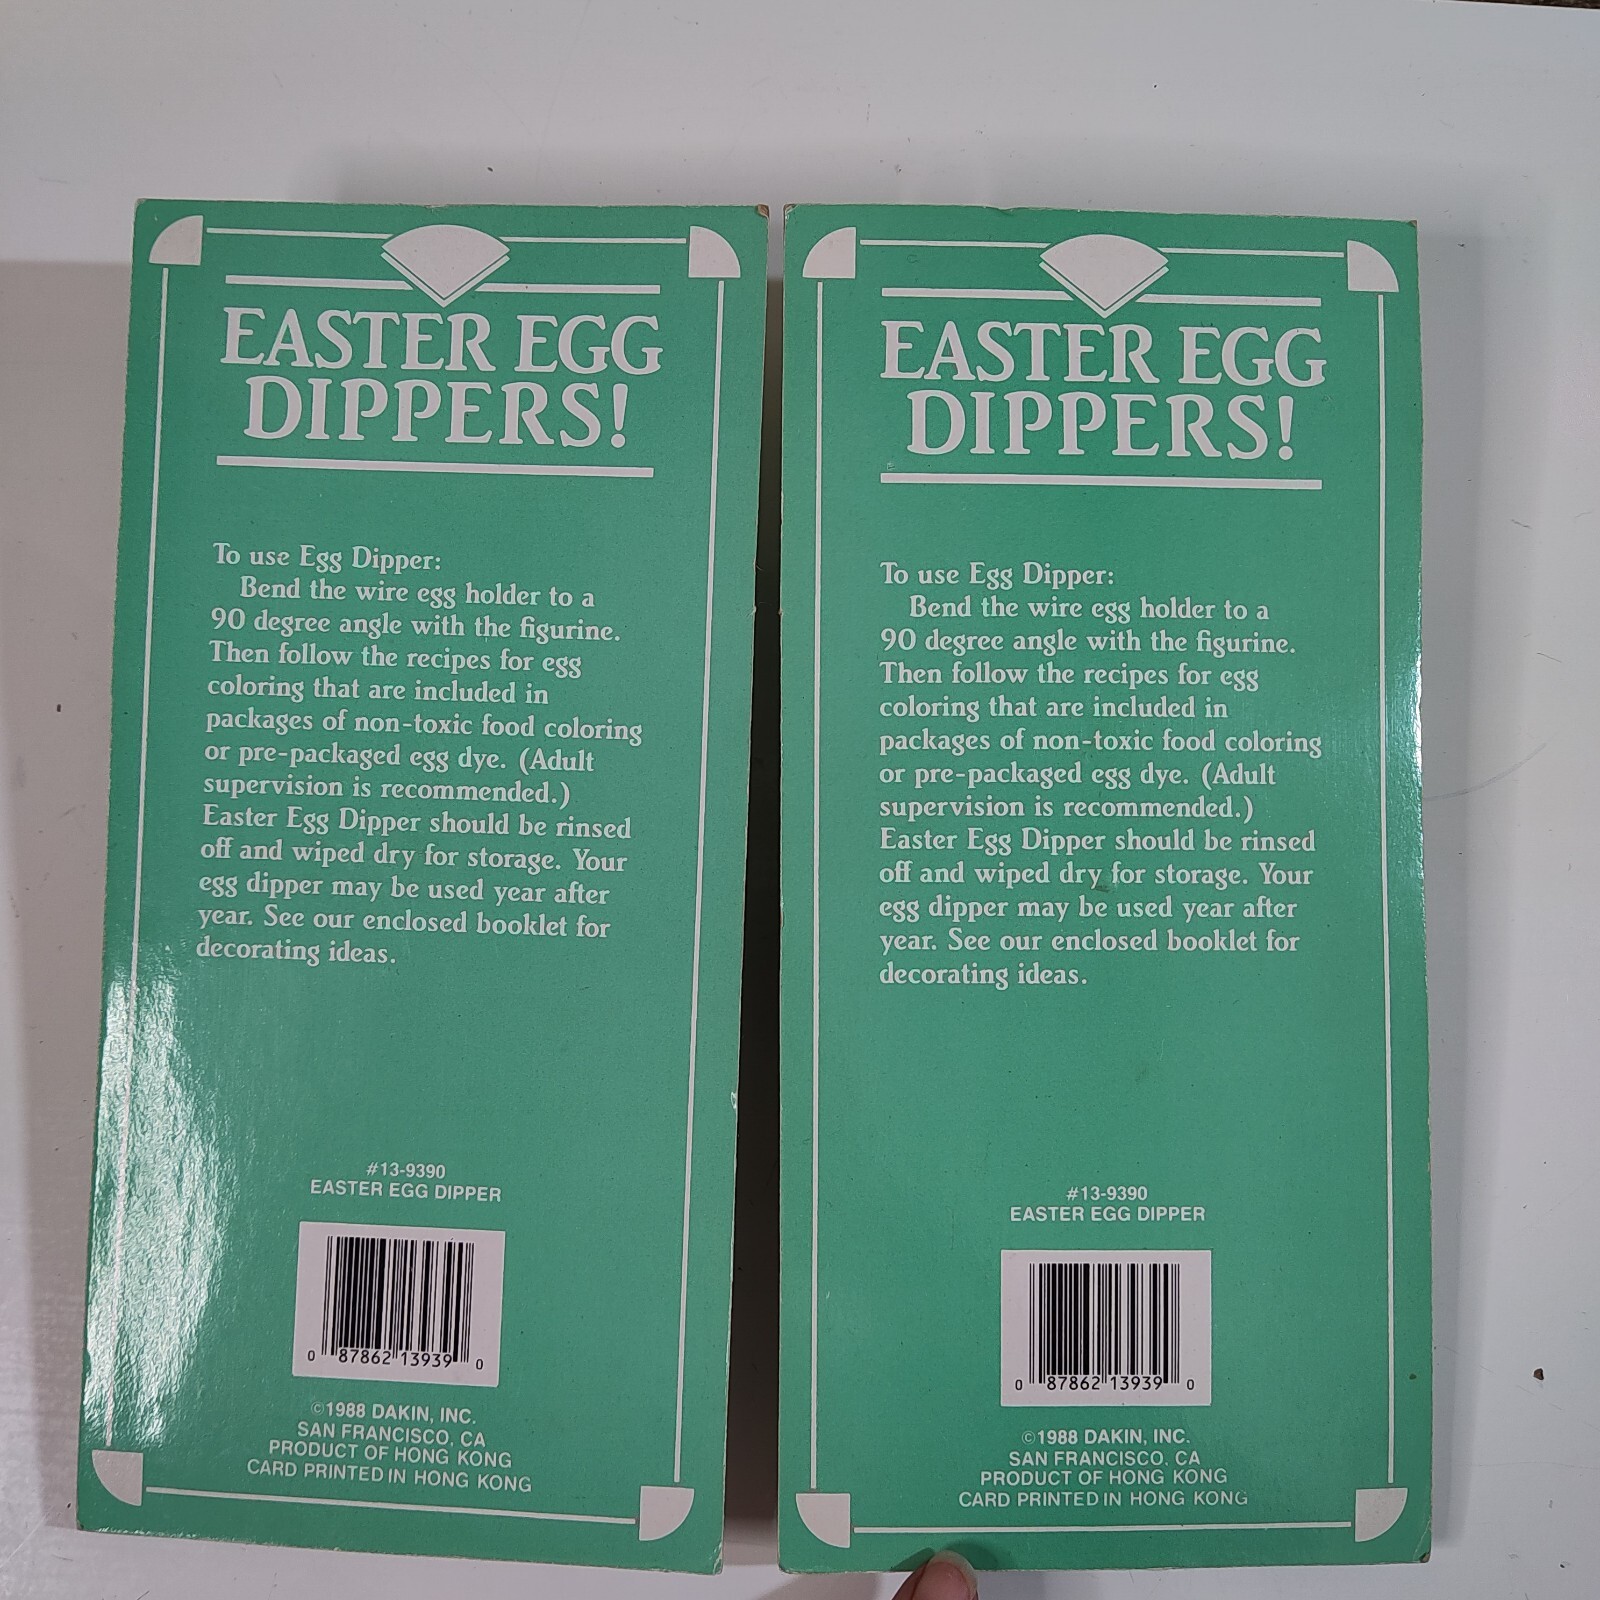 EASTER EGG
DIPPERS!
To use Egg Dipper:
Bend the wire egg holder to a
90 degree angle with the figurine.
Then follow the recipes for egg
coloring that are included in
packages of non-toxic food coloring
or pre-packaged egg dye. (Adult
supervision is recommended.)
Easter Egg Dipper should be rinsed
off and wiped dry for storage. Your
egg dipper may be used year after
year. See our enclosed booklet for
decorating ideas.
#13-9390
EASTER EGG DIPPER
0 87862 13939 0
©1988 DAKIN, INC.
SAN FRANCISCO, CA
PRODUCT OF HONG KONG
CARD PRINTED IN HONG KONG
EASTER EGG
DIPPERS!
To use Egg Dipper:
Bend the wire egg holder to a
90 degree angle with the figurine.
Then follow the recipes for egg
coloring that are included in
packages of non-toxic food coloring
or pre-packaged egg dye. (Adult
supervision is recommended.)
Easter Egg Dipper should be rinsed
off and wiped dry for storage. Your
egg dipper may be used year after
year. See our enclosed booklet for
decorating ideas.
#13-9390
EASTER EGG DIPPER
0 87862 13939 0
©1988 DAKIN, INC.
SAN FRANCISCO, CA
PRODUCT OF HONG KONG
CARD PRINTED IN HONG KONG